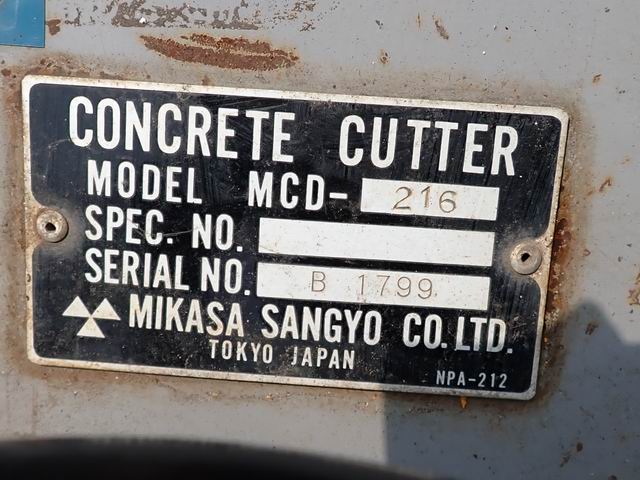 CONCRETE CUTTER
MODEL MCD- 216
SPEC. NO.
SERIAL NO. B 1799
MIKASA SANGYO CO. LTD.
TOKYO JAPAN
NPA-212